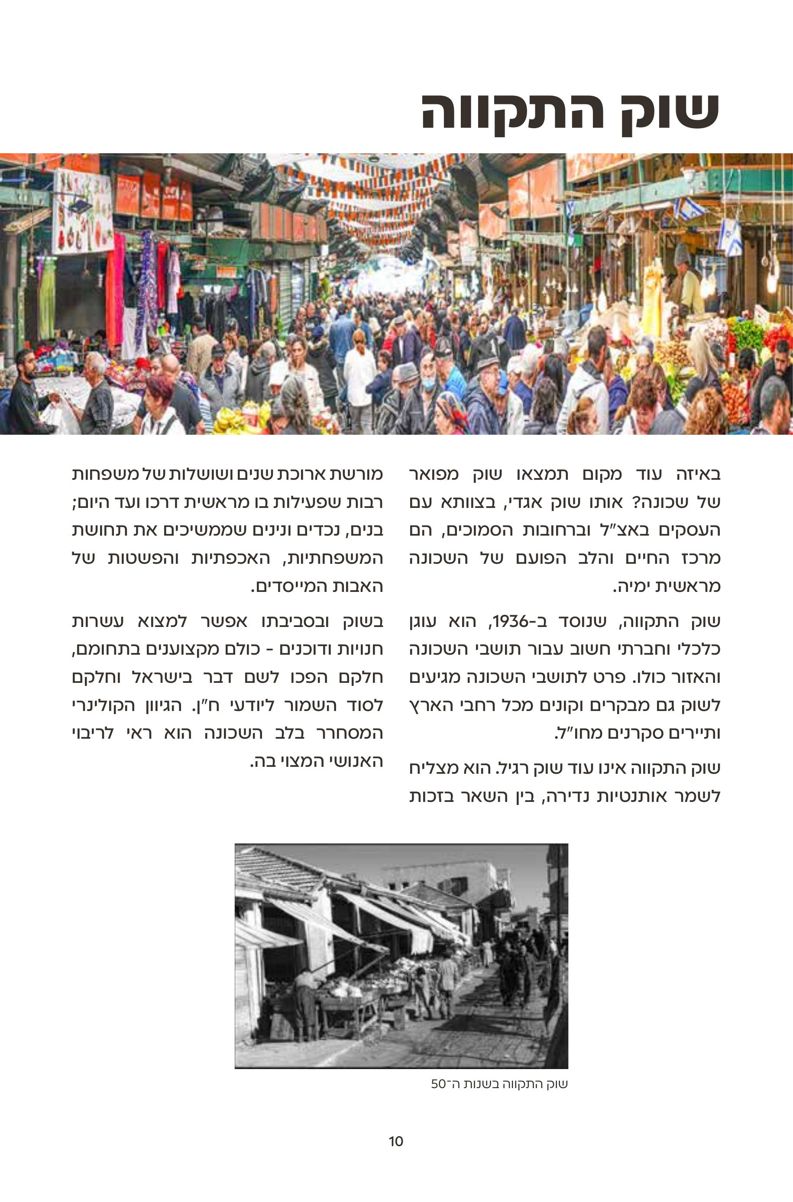 שוק התקווה
באיזה עוד מקום תמצאו שוק מפואר
של שכונה? אותו שוק אגדי, בצוותא עם
העסקים באצ"ל וברחובות הסמוכים, הם
מרכז החיים והלב הפועם של השכונה
מראשית ימיה.
שוק התקווה, שנוסד ב-1936, הוא עוגן
כלכלי וחברתי חשוב עבור תושבי השכונה
והאזור כולו. פרט לתושבי השכונה מגיעים
לשוק גם מבקרים וקונים מכל רחבי הארץ
ותיירים סקרנים מחו"ל.
שוק התקווה אינו עוד שוק רגיל. הוא מצליח
לשמר אותנטיות נדירה, בין השאר בזכות
מורשת ארוכת שנים ושושלות של משפחות
רבות שפעילות בו מראשית דרכו ועד היום;
בנים, נכדים ונינים שממשיכים את תחושת
המשפחתיות, האכפתיות והפשטות של
האבות המייסדים.
בשוק ובסביבתו אפשר למצוא עשרות
חנויות ודוכנים - כולם מקצוענים בתחומם,
חלקם הפכו לשם דבר בישראל וחלקם
לסוד השמור ליודעי ח"ן. הגיוון הקולינרי
המסחרר בלב השכונה הוא ראי לריבוי
האנושי המצוי בה.
שוק התקווה בשנות ה־50
10